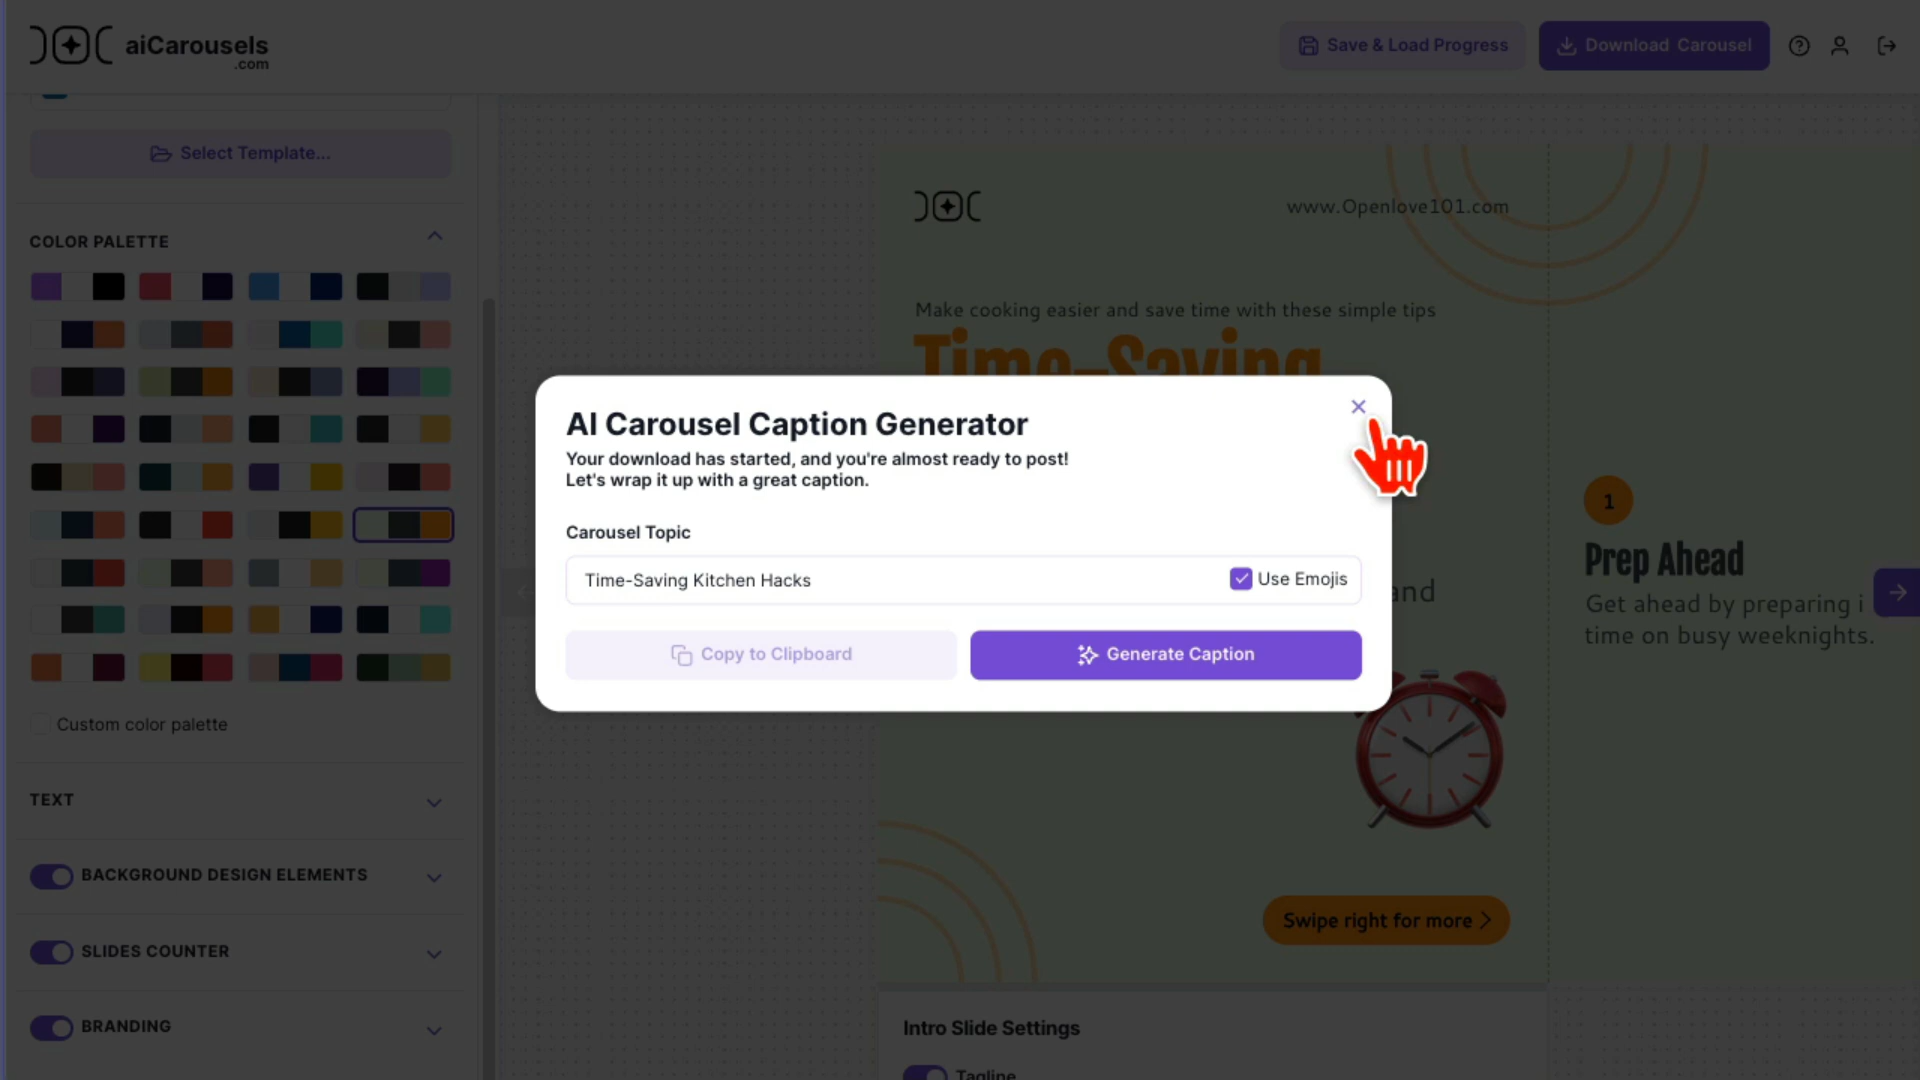 aiCarousels
.com
Save & Load Progress
Download Carousel
Select Template...
COLOR PALETTE
Custom color palette
TEXT
BACKGROUND DESIGN ELEMENTS
SLIDES COUNTER
BRANDING
www.Openlove101.com
Make cooking easier and save time with these simple tips
Time-Saving
and
Swipe right for more
1
Prep Ahead
Get ahead by preparing i
time on busy weeknights.
AI Carousel Caption Generator
Your download has started, and you're almost ready to post!
Let's wrap it up with a great caption.
Carousel Topic
Time-Saving Kitchen Hacks
Use Emojis
Copy to Clipboard
Generate Caption
Intro Slide Settings
Tagline